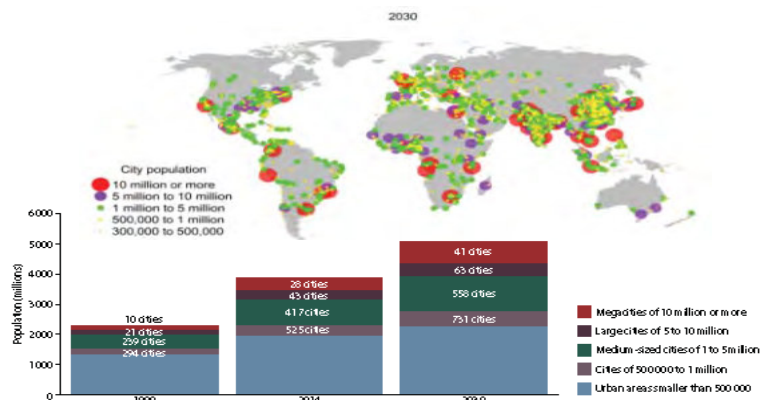 2030
City population
10 million or more
5 million to 10 million
1 million to 5 million
500,000 to 1 million
300,000 to 500,000
Population (millions)
6000
5000
4000
3000
2000
1000
0
10 cities
21 cities
239 cities
294 cities
28 cities
43 cities
417 cities
525 cities
41 cities
63 cities
558 cities
731 cities
Megacities of 10 million or more
Large cities of 5 to 10 million
Medium-sized cities of 1 to 5 million
Cities of 500 000 to 1 million
Urban areas smaller than 500 000